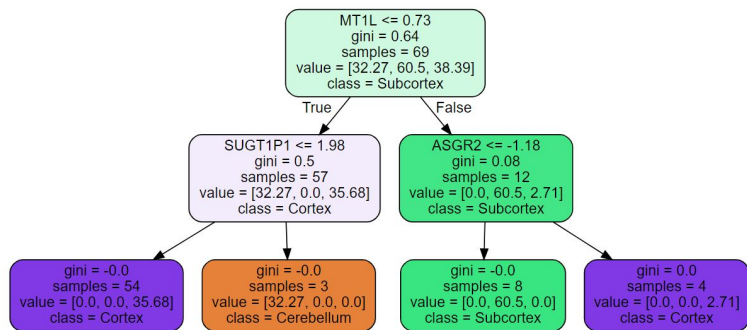 MT1L <= 0.73
gini = 0.64
samples = 69
value = [32.27, 60.5, 38.39]
class = Subcortex
True
False
SUGT1P1 <= 1.98
gini = 0.5
samples = 57
value = [32.27, 0.0, 35.68]
class = Cortex
ASGR2 <= -1.18
gini = 0.08
samples = 12
value = [0.0, 60.5, 2.71]
class = Subcortex
gini = -0.0
samples = 54
value = [0.0, 0.0, 35.68]
class = Cortex
gini = -0.0
samples = 3
value = [32.27, 0.0, 0.0]
class = Cerebellum
gini = -0.0
samples = 8
value = [0.0, 60.5, 0.0]
class = Subcortex
gini = 0.0
samples = 4
value = [0.0, 0.0, 2.71]
class = Cortex